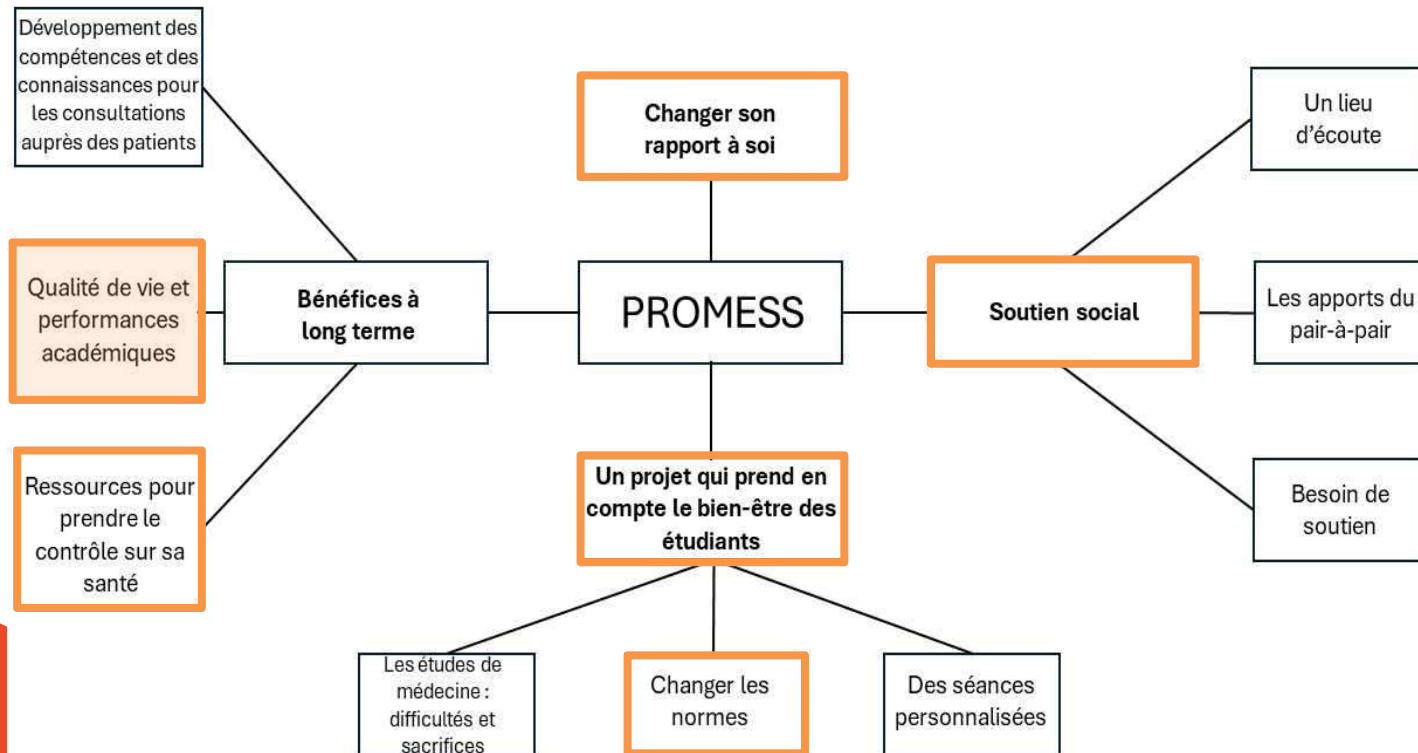 Développement des
compétences et des
connaissances pour
les consultations
auprès des patients
Changer son
rapport à soi
Un lieu
d’écoute
Qualité de vie et
performances
académiques
Bénéfices à
long terme
PROMESS
Soutien social
Les apports du
pair-à-pair
Ressources pour
prendre le
contrôle sur sa
santé
Un projet qui prend en
compte le bien-être des
étudiants
Besoin de
soutien
Les études de
médecine :
difficultés et
sacrifices
Changer les
normes
Des séances
personnalisées